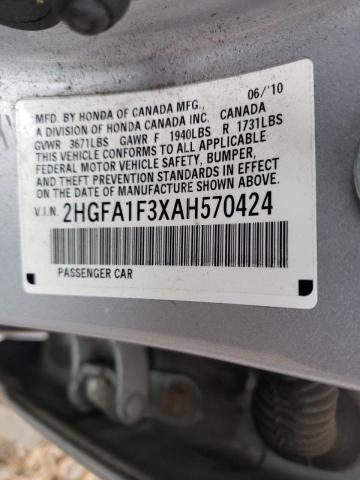 06/10
MFD. BY HONDA OF CANADA MFG., CANADA
A DIVISION OF HONDA CANADA INC.
GVWR 3671LBS GAWR F 1940LBS R 1731LBS
THIS VEHICLE CONFORMS TO ALL APPLICABLE
FEDERAL MOTOR VEHICLE SAFETY, BUMPER,
AND THEFT PREVENTION STANDARDS IN EFFECT ON THE
DATE OF MANUFACTURE SHOWN ABOVE.
V.I.N. 2HGFA1F3XAH570424
PASSENGER CAR